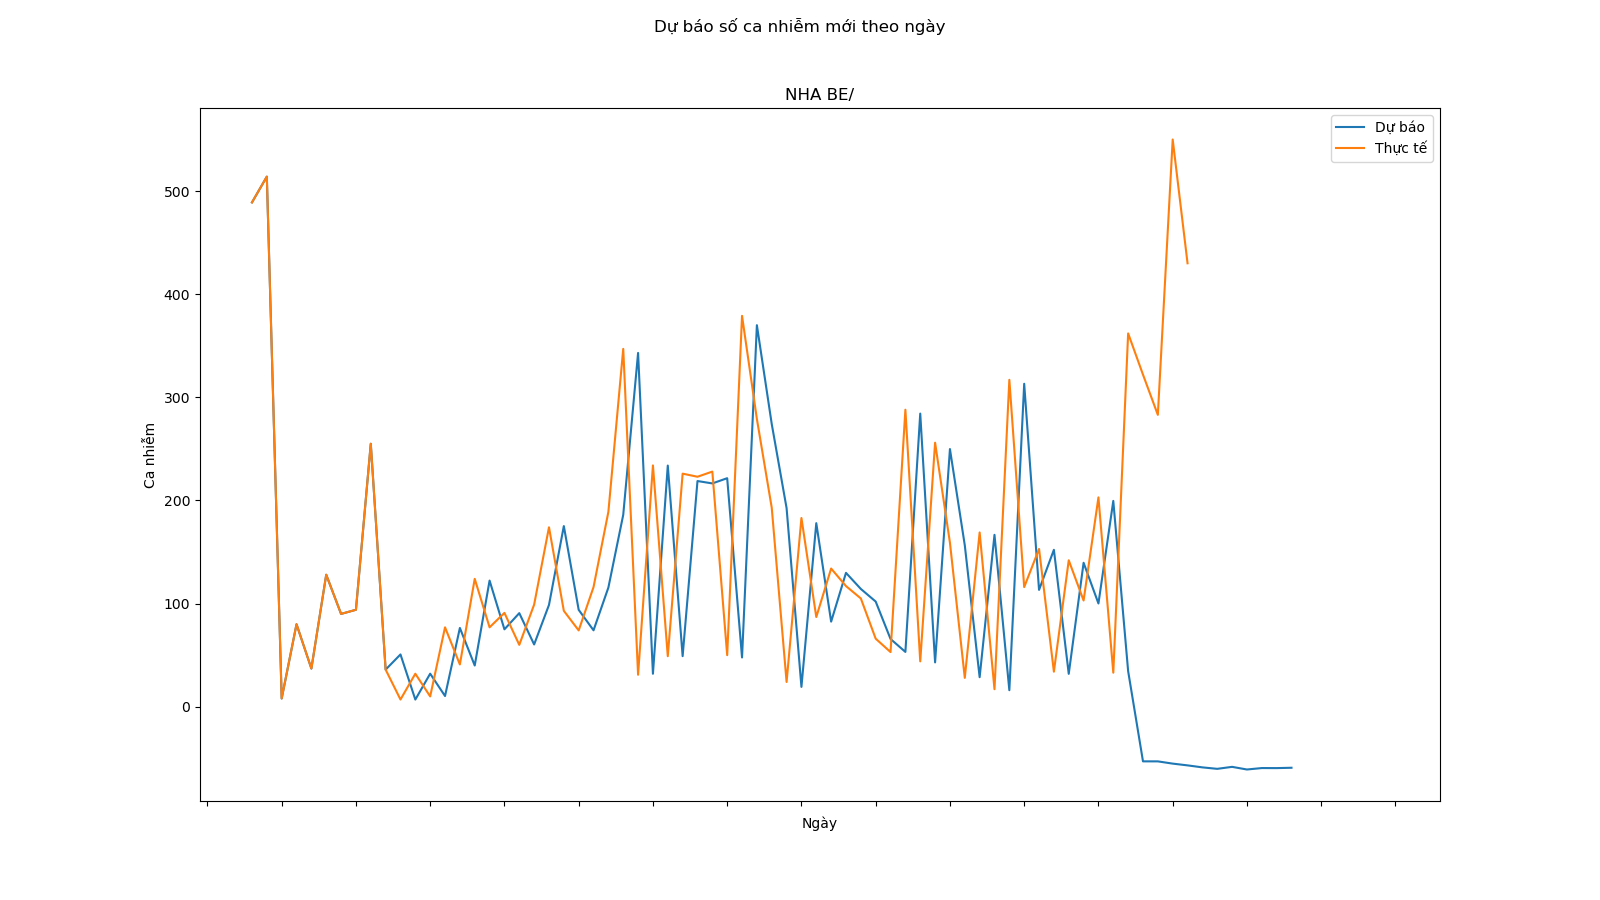 Dự báo số ca nhiễm mới theo ngày
NHA BE/
Dự báo
Thực tế
500
400
300
200
100
0
Ca nhiễm
Ngày